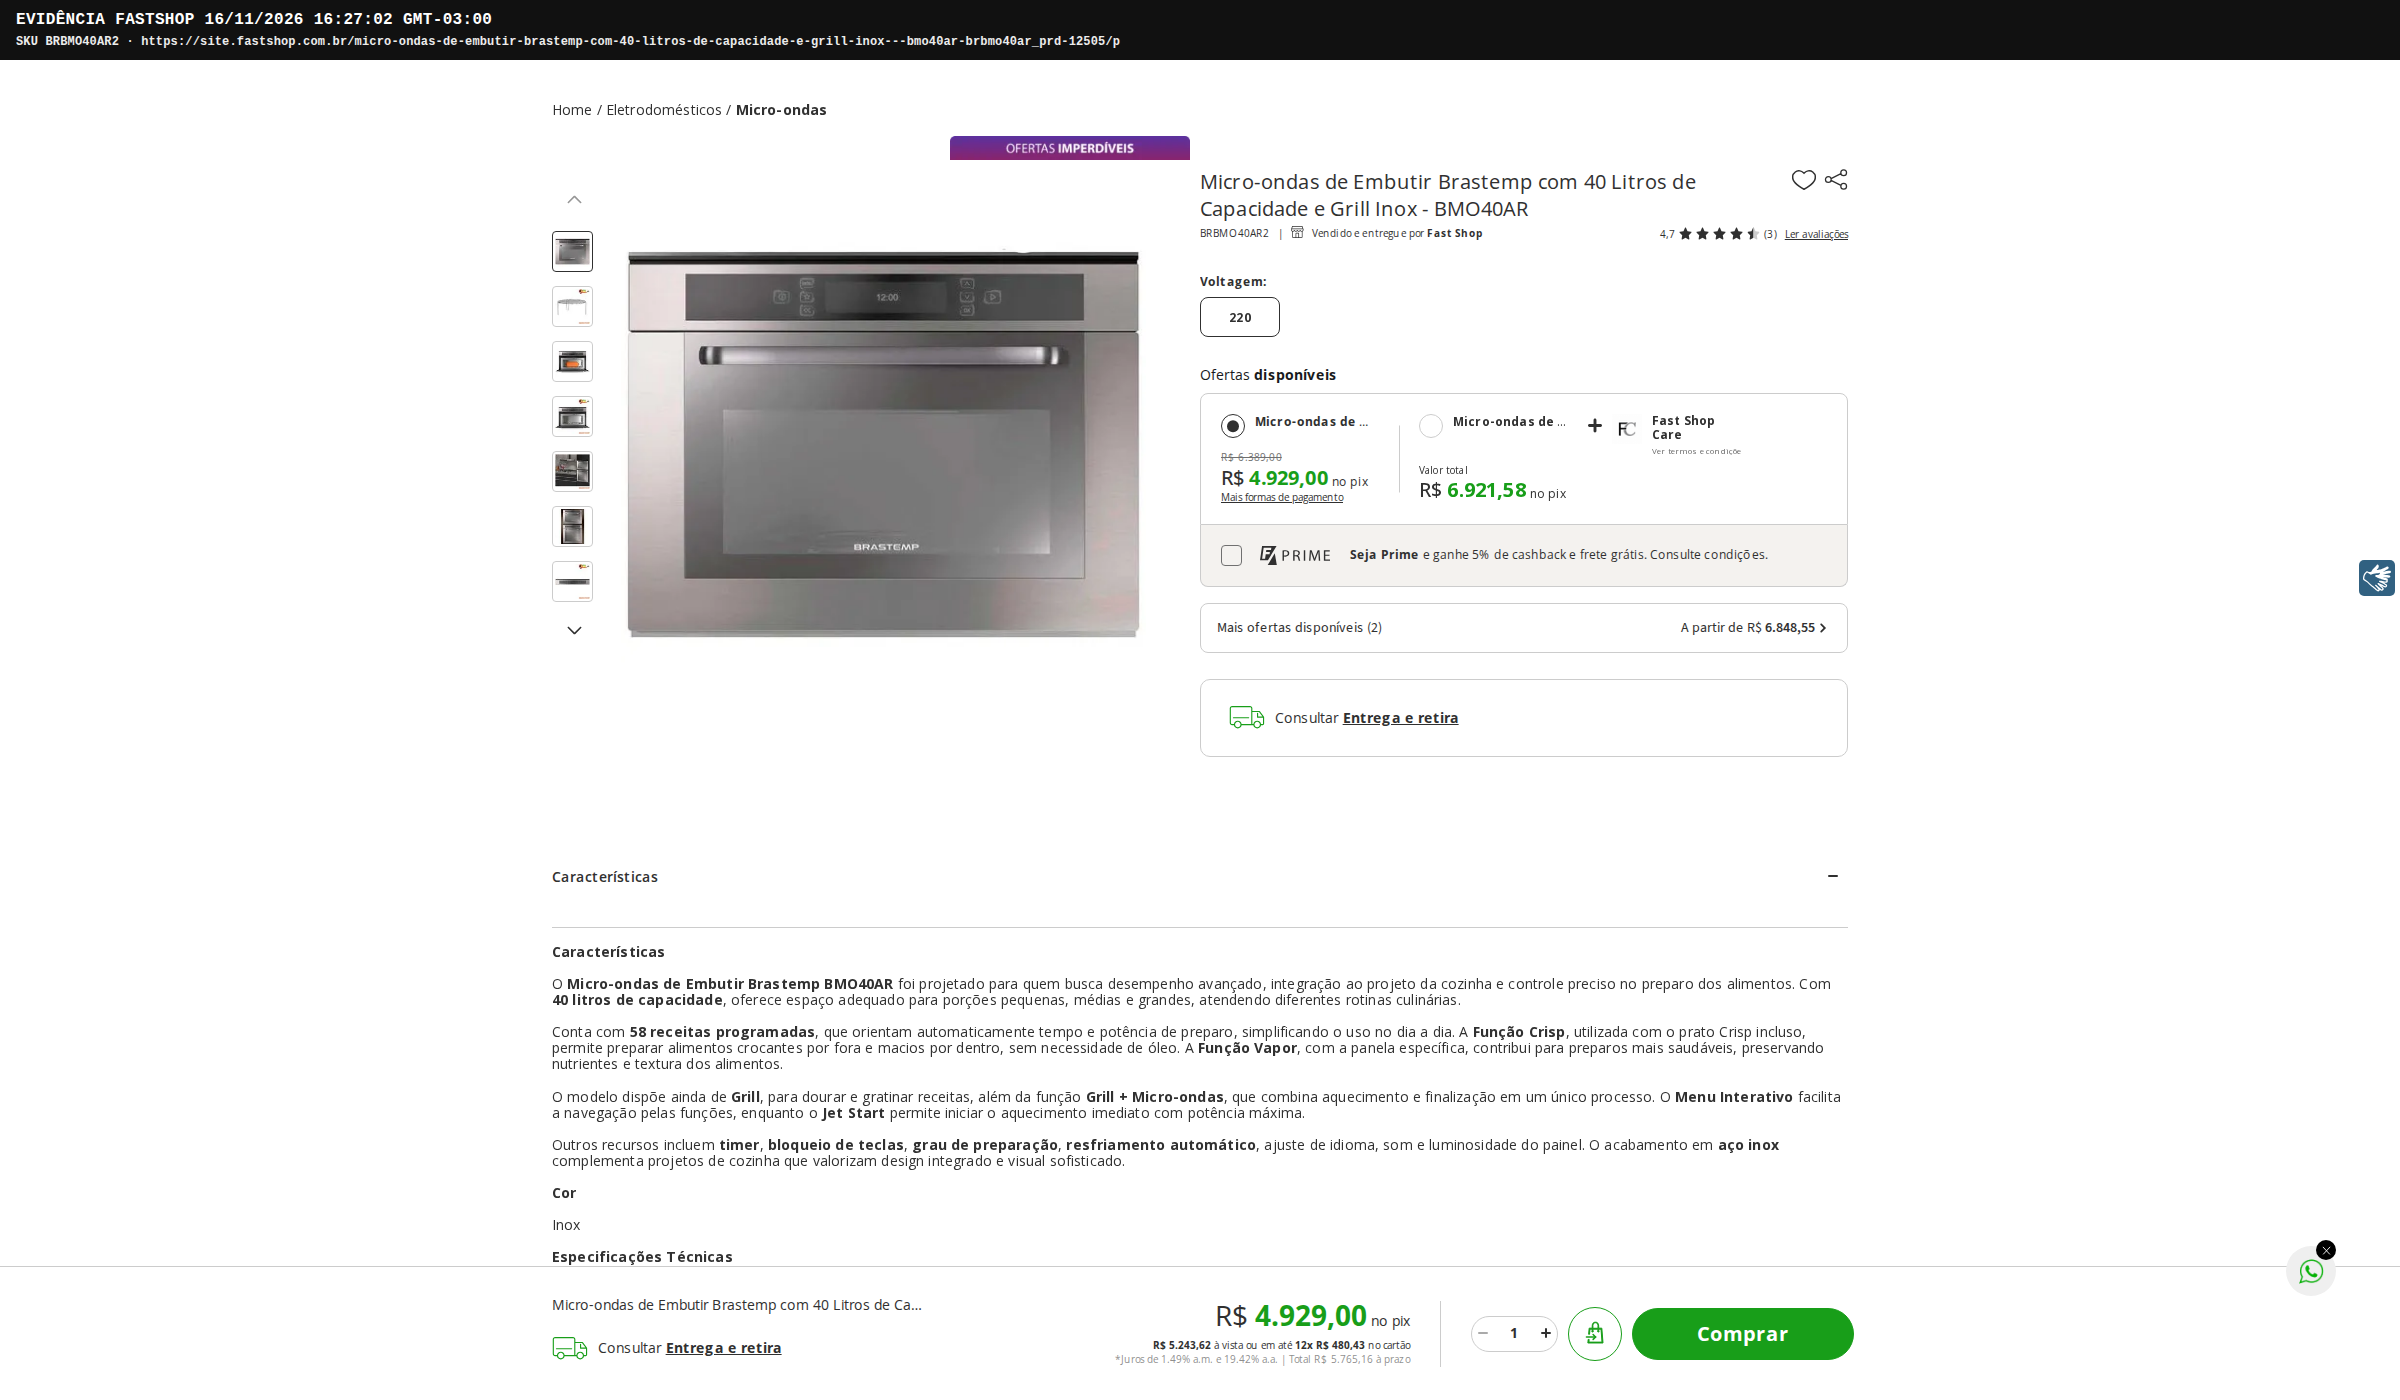 EVIDÊNCIA FASTSHOP 16/11/2026 16:27:02 GMT-03:00
SKU BRBMO40AR2 · https://site.fastshop.com.br/micro-ondas-de-embutir-brastemp-com-40-litros-de-capacidade-e-grill-inox---bmo40ar-brbmo40ar_prd-12505/p
Home / Eletrodomésticos / Micro-ondas
OFERTAS IMPERDÍVEIS
Micro-ondas de Embutir Brastemp com 40 Litros de
Capacidade e Grill Inox - BMO40AR
BRBMO40AR2 | Vendido e entregue por Fast Shop
4,7 (3) Ler avaliações
12:00
BRASTEMP
Voltagem:
220
Ofertas disponíveis
Micro-ondas de ...
R$ 6.389,00
R$ 4.929,00 no pix
Mais formas de pagamento
Micro-ondas de ...
+ FC Fast Shop
Care
Ver termos e condiçõe
Valor total
R$ 6.921,58 no pix
PRIME Seja Prime e ganhe 5% de cashback e frete grátis. Consulte condições.
Mais ofertas disponíveis (2) A partir de R$ 6.848,55
Consultar Entrega e retira
Características
Características
O Micro-ondas de Embutir Brastemp BMO40AR foi projetado para quem busca desempenho avançado, integração ao projeto da cozinha e controle preciso no preparo dos alimentos. Com
40 litros de capacidade, oferece espaço adequado para porções pequenas, médias e grandes, atendendo diferentes rotinas culinárias.
Conta com 58 receitas programadas, que orientam automaticamente tempo e potência de preparo, simplificando o uso no dia a dia. A Função Crisp, utilizada com o prato Crisp incluso,
permite preparar alimentos crocantes por fora e macios por dentro, sem necessidade de óleo. A Função Vapor, com a panela específica, contribui para preparos mais saudáveis, preservando
nutrientes e textura dos alimentos.
O modelo dispõe ainda de Grill, para dourar e gratinar receitas, além da função Grill + Micro-ondas, que combina aquecimento e finalização em um único processo. O Menu Interativo facilita
a navegação pelas funções, enquanto o Jet Start permite iniciar o aquecimento imediato com potência máxima.
Outros recursos incluem timer, bloqueio de teclas, grau de preparação, resfriamento automático, ajuste de idioma, som e luminosidade do painel. O acabamento em aço inox
complementa projetos de cozinha que valorizam design integrado e visual sofisticado.
Cor
Inox
Especificações Técnicas
Micro-ondas de Embutir Brastemp com 40 Litros de Ca...
Consultar Entrega e retira
R$ 4.929,00 no pix
R$ 5.243,62 à vista ou em até 12x R$ 480,43 no cartão
*Juros de 1.49% a.m. e 19.42% a.a. | Total R$ 5.765,16 à prazo
− 1 +
Comprar